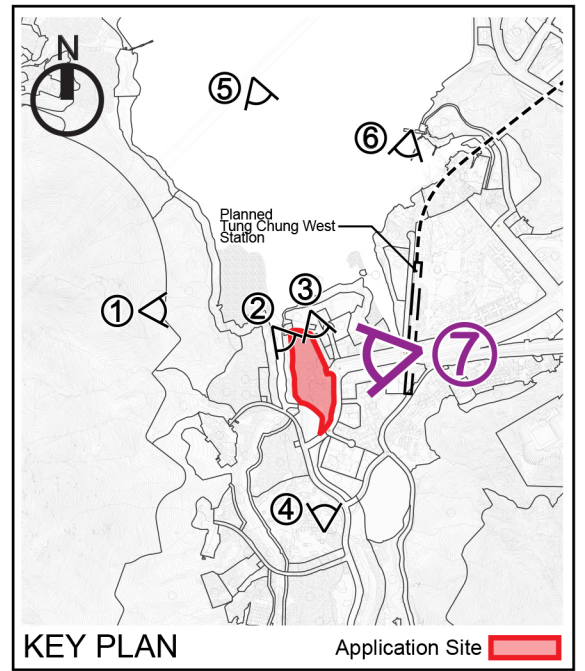 N
⑤
⑥
Planned
Tung Chung West
Station
①
②
③
⑦
④
KEY PLAN
Application Site